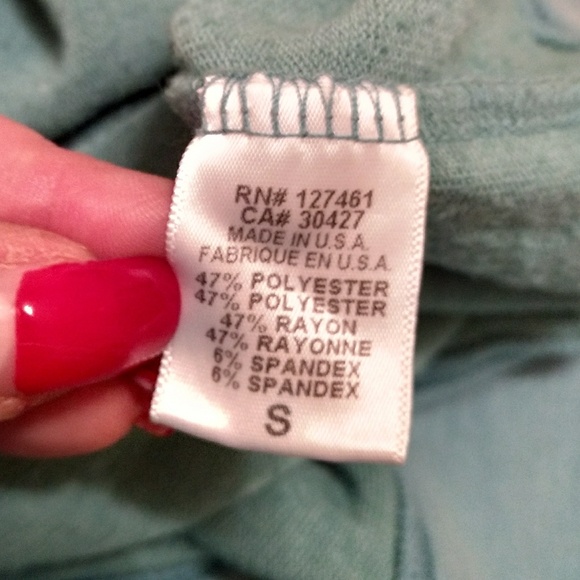 RN# 127461
CA# 30427
MADE IN U.S.A.
FABRIQUE EN U.S.A.
47% POLYESTER
47% POLYESTER
47% RAYON
47% RAYONNE
6% SPANDEX
6% SPANDEX
S